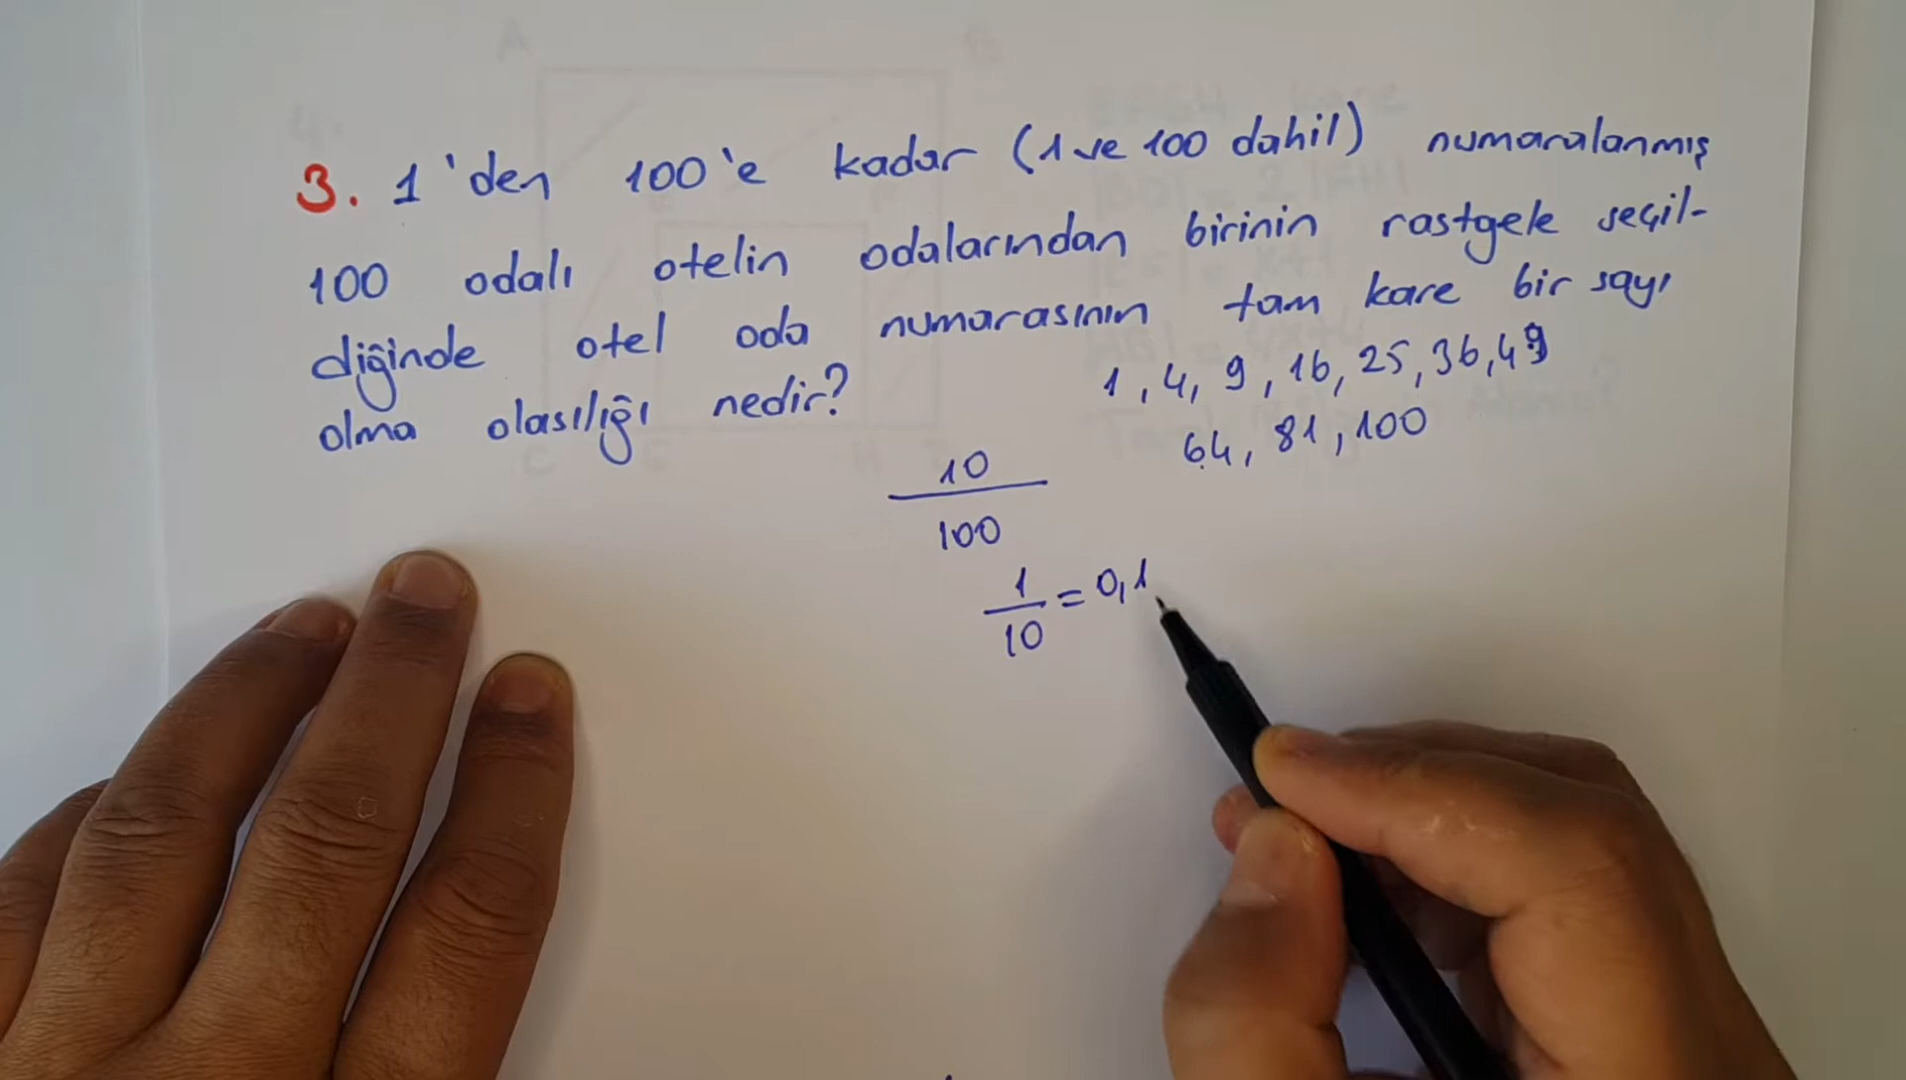 3. 1'den 100'e kadar (1 ve 100 dahil) numaralanmış
100 odalı otelin odalarından birinin rastgele seçil-
diğinde otel oda numarasının tam kare bir sayı
olma olasılığı nedir?
1, 4, 9, 16, 25, 36, 49
64, 81, 100
10
100
1
10 = 0,1